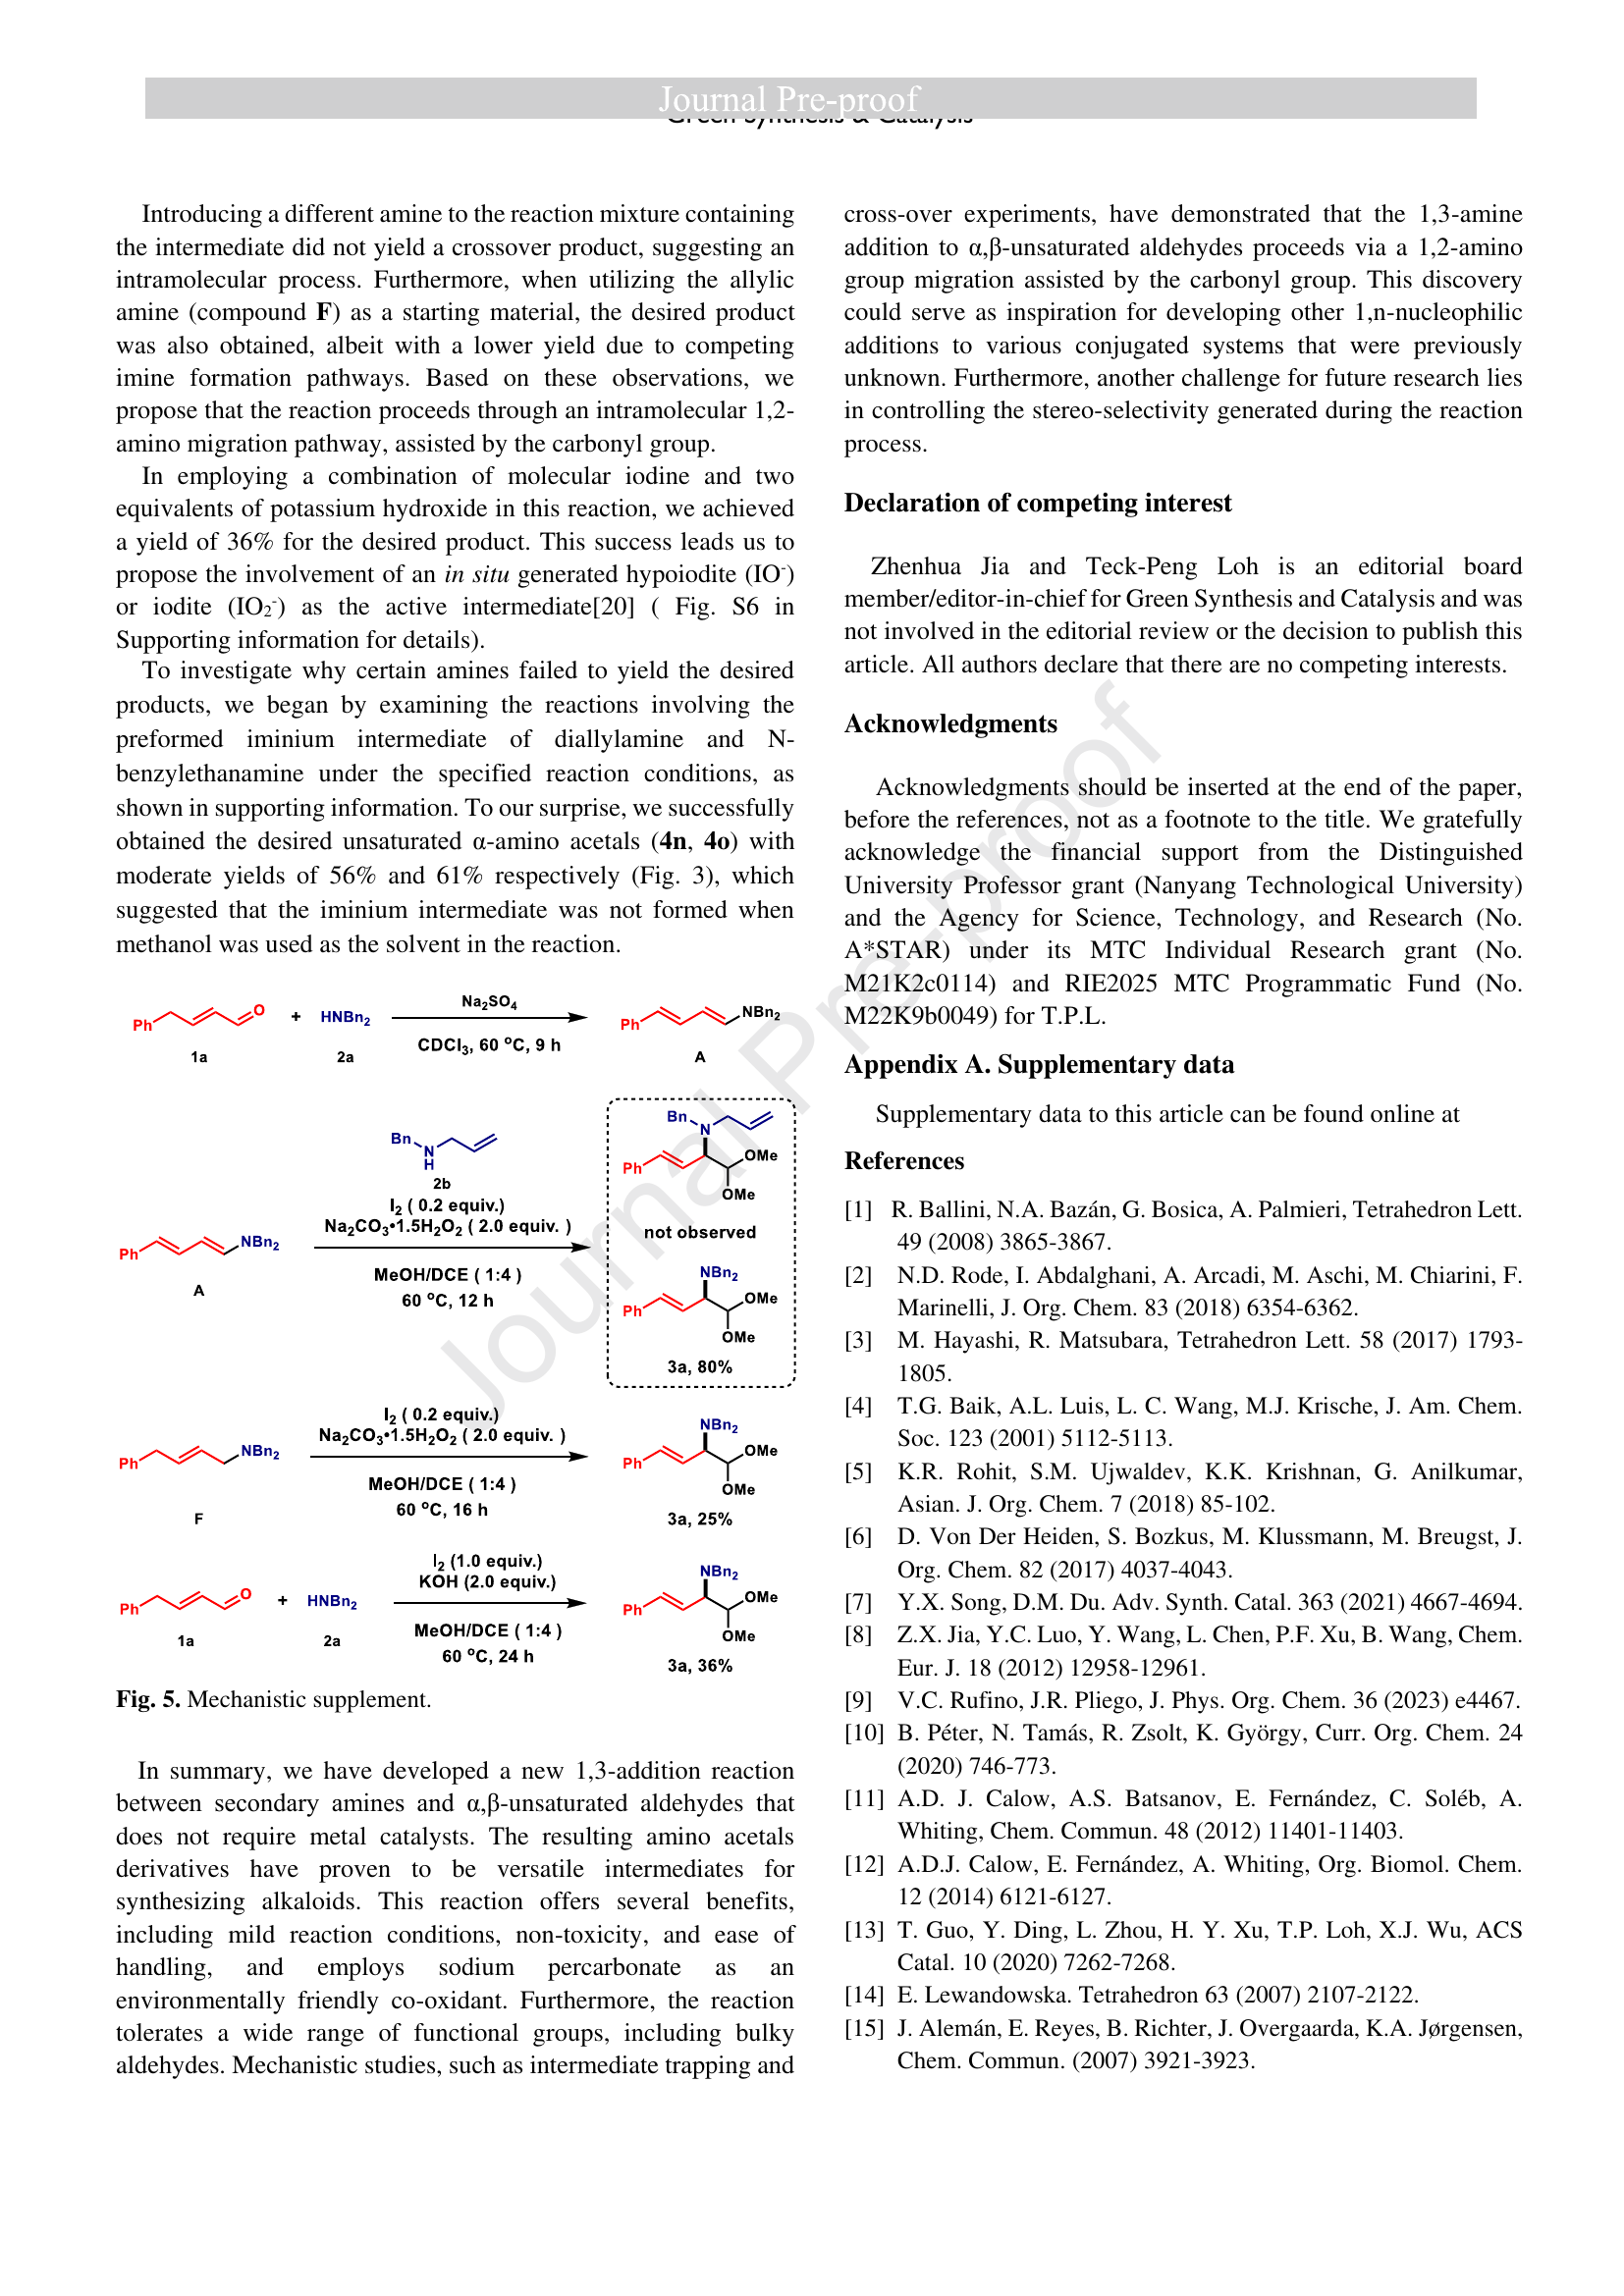 Journal Pre-proof
Green Synthesis & Catalysis
Introducing a different amine to the reaction mixture containing
the intermediate did not yield a crossover product, suggesting an
intramolecular process. Furthermore, when utilizing the allylic
amine (compound F) as a starting material, the desired product
was also obtained, albeit with a lower yield due to competing
imine formation pathways. Based on these observations, we
propose that the reaction proceeds through an intramolecular 1,2-
amino migration pathway, assisted by the carbonyl group.
In employing a combination of molecular iodine and two
equivalents of potassium hydroxide in this reaction, we achieved
a yield of 36% for the desired product. This success leads us to
propose the involvement of an in situ generated hypoiodite (IO⁻)
or iodite (IO₂⁻) as the active intermediate[20] ( Fig. S6 in
Supporting information for details).
To investigate why certain amines failed to yield the desired
products, we began by examining the reactions involving the
preformed iminium intermediate of diallylamine and N-
benzylethanamine under the specified reaction conditions, as
shown in supporting information. To our surprise, we successfully
obtained the desired unsaturated α-amino acetals (4n, 4o) with
moderate yields of 56% and 61% respectively (Fig. 3), which
suggested that the iminium intermediate was not formed when
methanol was used as the solvent in the reaction.
Ph O + HNBn₂ Na₂SO₄ Ph NBn₂
CDCl₃, 60 °C, 9 h
1a 2a A
Bn N H
2b
I₂ ( 0.2 equiv.)
Na₂CO₃•1.5H₂O₂ ( 2.0 equiv. )
Ph NBn₂
MeOH/DCE ( 1:4 )
60 °C, 12 h
A
Bn N
Ph OMe
OMe
not observed
NBn₂
Ph OMe
OMe
3a, 80%
I₂ ( 0.2 equiv.)
Na₂CO₃•1.5H₂O₂ ( 2.0 equiv. )
Ph NBn₂
MeOH/DCE ( 1:4 )
60 °C, 16 h
F
NBn₂
Ph OMe
OMe
3a, 25%
I₂ (1.0 equiv.)
KOH (2.0 equiv.)
Ph O + HNBn₂
MeOH/DCE ( 1:4 )
60 °C, 24 h
1a 2a
NBn₂
Ph OMe
OMe
3a, 36%
Fig. 5. Mechanistic supplement.
In summary, we have developed a new 1,3-addition reaction
between secondary amines and α,β-unsaturated aldehydes that
does not require metal catalysts. The resulting amino acetals
derivatives have proven to be versatile intermediates for
synthesizing alkaloids. This reaction offers several benefits,
including mild reaction conditions, non-toxicity, and ease of
handling, and employs sodium percarbonate as an
environmentally friendly co-oxidant. Furthermore, the reaction
tolerates a wide range of functional groups, including bulky
aldehydes. Mechanistic studies, such as intermediate trapping and
cross-over experiments, have demonstrated that the 1,3-amine
addition to α,β-unsaturated aldehydes proceeds via a 1,2-amino
group migration assisted by the carbonyl group. This discovery
could serve as inspiration for developing other 1,n-nucleophilic
additions to various conjugated systems that were previously
unknown. Furthermore, another challenge for future research lies
in controlling the stereo-selectivity generated during the reaction
process.
Declaration of competing interest
Zhenhua Jia and Teck-Peng Loh is an editorial board
member/editor-in-chief for Green Synthesis and Catalysis and was
not involved in the editorial review or the decision to publish this
article. All authors declare that there are no competing interests.
Acknowledgments
Acknowledgments should be inserted at the end of the paper,
before the references, not as a footnote to the title. We gratefully
acknowledge the financial support from the Distinguished
University Professor grant (Nanyang Technological University)
and the Agency for Science, Technology, and Research (No.
A*STAR) under its MTC Individual Research grant (No.
M21K2c0114) and RIE2025 MTC Programmatic Fund (No.
M22K9b0049) for T.P.L.
Appendix A. Supplementary data
Supplementary data to this article can be found online at
References
[1] R. Ballini, N.A. Bazán, G. Bosica, A. Palmieri, Tetrahedron Lett.
49 (2008) 3865-3867.
[2] N.D. Rode, I. Abdalghani, A. Arcadi, M. Aschi, M. Chiarini, F.
Marinelli, J. Org. Chem. 83 (2018) 6354-6362.
[3] M. Hayashi, R. Matsubara, Tetrahedron Lett. 58 (2017) 1793-
1805.
[4] T.G. Baik, A.L. Luis, L. C. Wang, M.J. Krische, J. Am. Chem.
Soc. 123 (2001) 5112-5113.
[5] K.R. Rohit, S.M. Ujwaldev, K.K. Krishnan, G. Anilkumar,
Asian. J. Org. Chem. 7 (2018) 85-102.
[6] D. Von Der Heiden, S. Bozkus, M. Klussmann, M. Breugst, J.
Org. Chem. 82 (2017) 4037-4043.
[7] Y.X. Song, D.M. Du. Adv. Synth. Catal. 363 (2021) 4667-4694.
[8] Z.X. Jia, Y.C. Luo, Y. Wang, L. Chen, P.F. Xu, B. Wang, Chem.
Eur. J. 18 (2012) 12958-12961.
[9] V.C. Rufino, J.R. Pliego, J. Phys. Org. Chem. 36 (2023) e4467.
[10] B. Péter, N. Tamás, R. Zsolt, K. György, Curr. Org. Chem. 24
(2020) 746-773.
[11] A.D. J. Calow, A.S. Batsanov, E. Fernández, C. Soléb, A.
Whiting, Chem. Commun. 48 (2012) 11401-11403.
[12] A.D.J. Calow, E. Fernández, A. Whiting, Org. Biomol. Chem.
12 (2014) 6121-6127.
[13] T. Guo, Y. Ding, L. Zhou, H. Y. Xu, T.P. Loh, X.J. Wu, ACS
Catal. 10 (2020) 7262-7268.
[14] E. Lewandowska. Tetrahedron 63 (2007) 2107-2122.
[15] J. Alemán, E. Reyes, B. Richter, J. Overgaarda, K.A. Jørgensen,
Chem. Commun. (2007) 3921-3923.
Journal Pre-proof